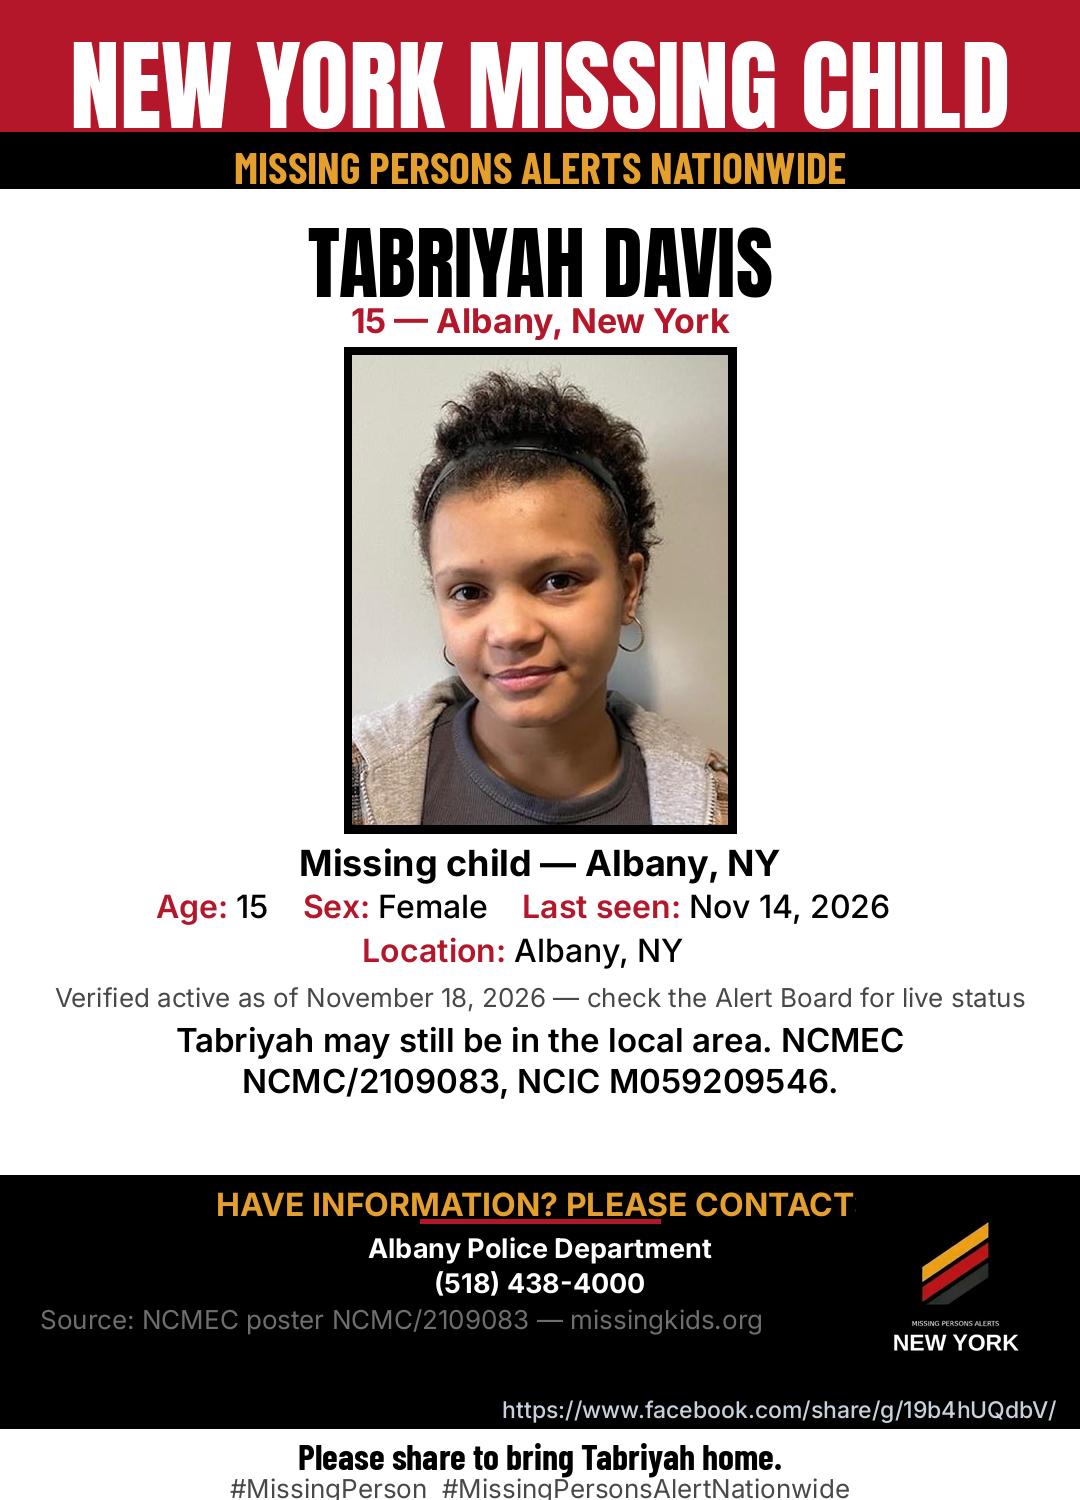 NEW YORK MISSING CHILD
MISSING PERSONS ALERTS NATIONWIDE
TABRIYAH DAVIS
15 — Albany, New York
Missing child — Albany, NY
Age: 15 Sex: Female Last seen: Nov 14, 2026
Location: Albany, NY
Verified active as of November 18, 2026 — check the Alert Board for live status
Tabriyah may still be in the local area. NCMEC
NCMC/2109083, NCIC M059209546.
HAVE INFORMATION? PLEASE CONTACT:
Albany Police Department
(518) 438-4000
Source: NCMEC poster NCMC/2109083 — missingkids.org
MISSING PERSONS ALERTS
NEW YORK
https://www.facebook.com/share/g/19b4hUQdbV/
Please share to bring Tabriyah home.
#MissingPerson #MissingPersonsAlertNationwide